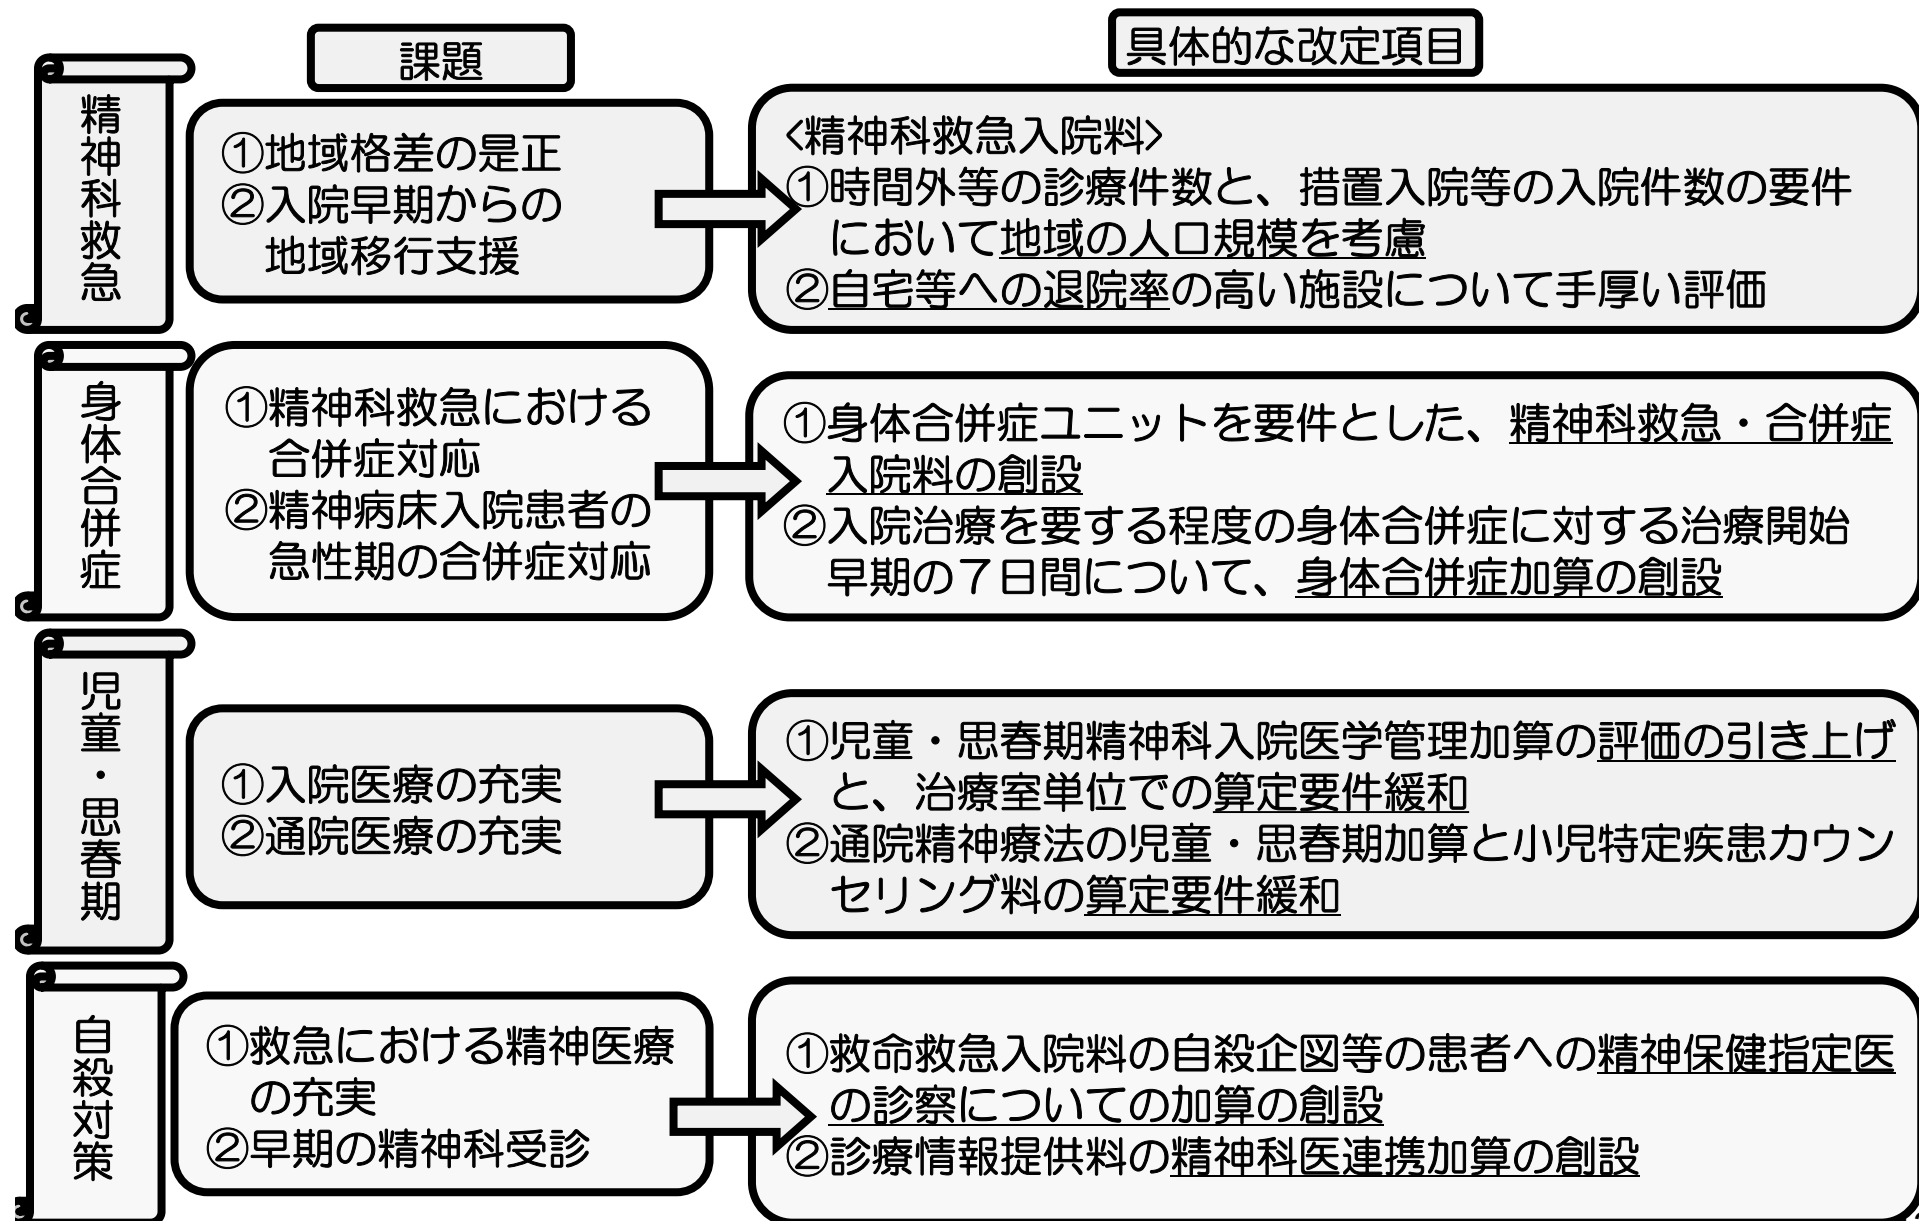 課題
具体的な改定項目
精神科救急
①地域格差の是正
②入院早期からの
地域移行支援
<精神科救急入院料>
①時間外等の診療件数と、措置入院等の入院件数の要件
において地域の人口規模を考慮
②自宅等への退院率の高い施設について手厚い評価
身体合併症
①精神科救急における
合併症対応
②精神病床入院患者の
急性期の合併症対応
①身体合併症ユニットを要件とした、精神科救急・合併症
入院料の創設
②入院治療を要する程度の身体合併症に対する治療開始
早期の７日間について、身体合併症加算の創設
児童・思春期
①入院医療の充実
②通院医療の充実
①児童・思春期精神科入院医学管理加算の評価の引き上げ
と、治療室単位での算定要件緩和
②通院精神療法の児童・思春期加算と小児特定疾患カウン
セリング料の算定要件緩和
自殺対策
①救急における精神医療
の充実
②早期の精神科受診
①救命救急入院料の自殺企図等の患者への精神保健指定医
の診察についての加算の創設
②診療情報提供料の精神科医連携加算の創設